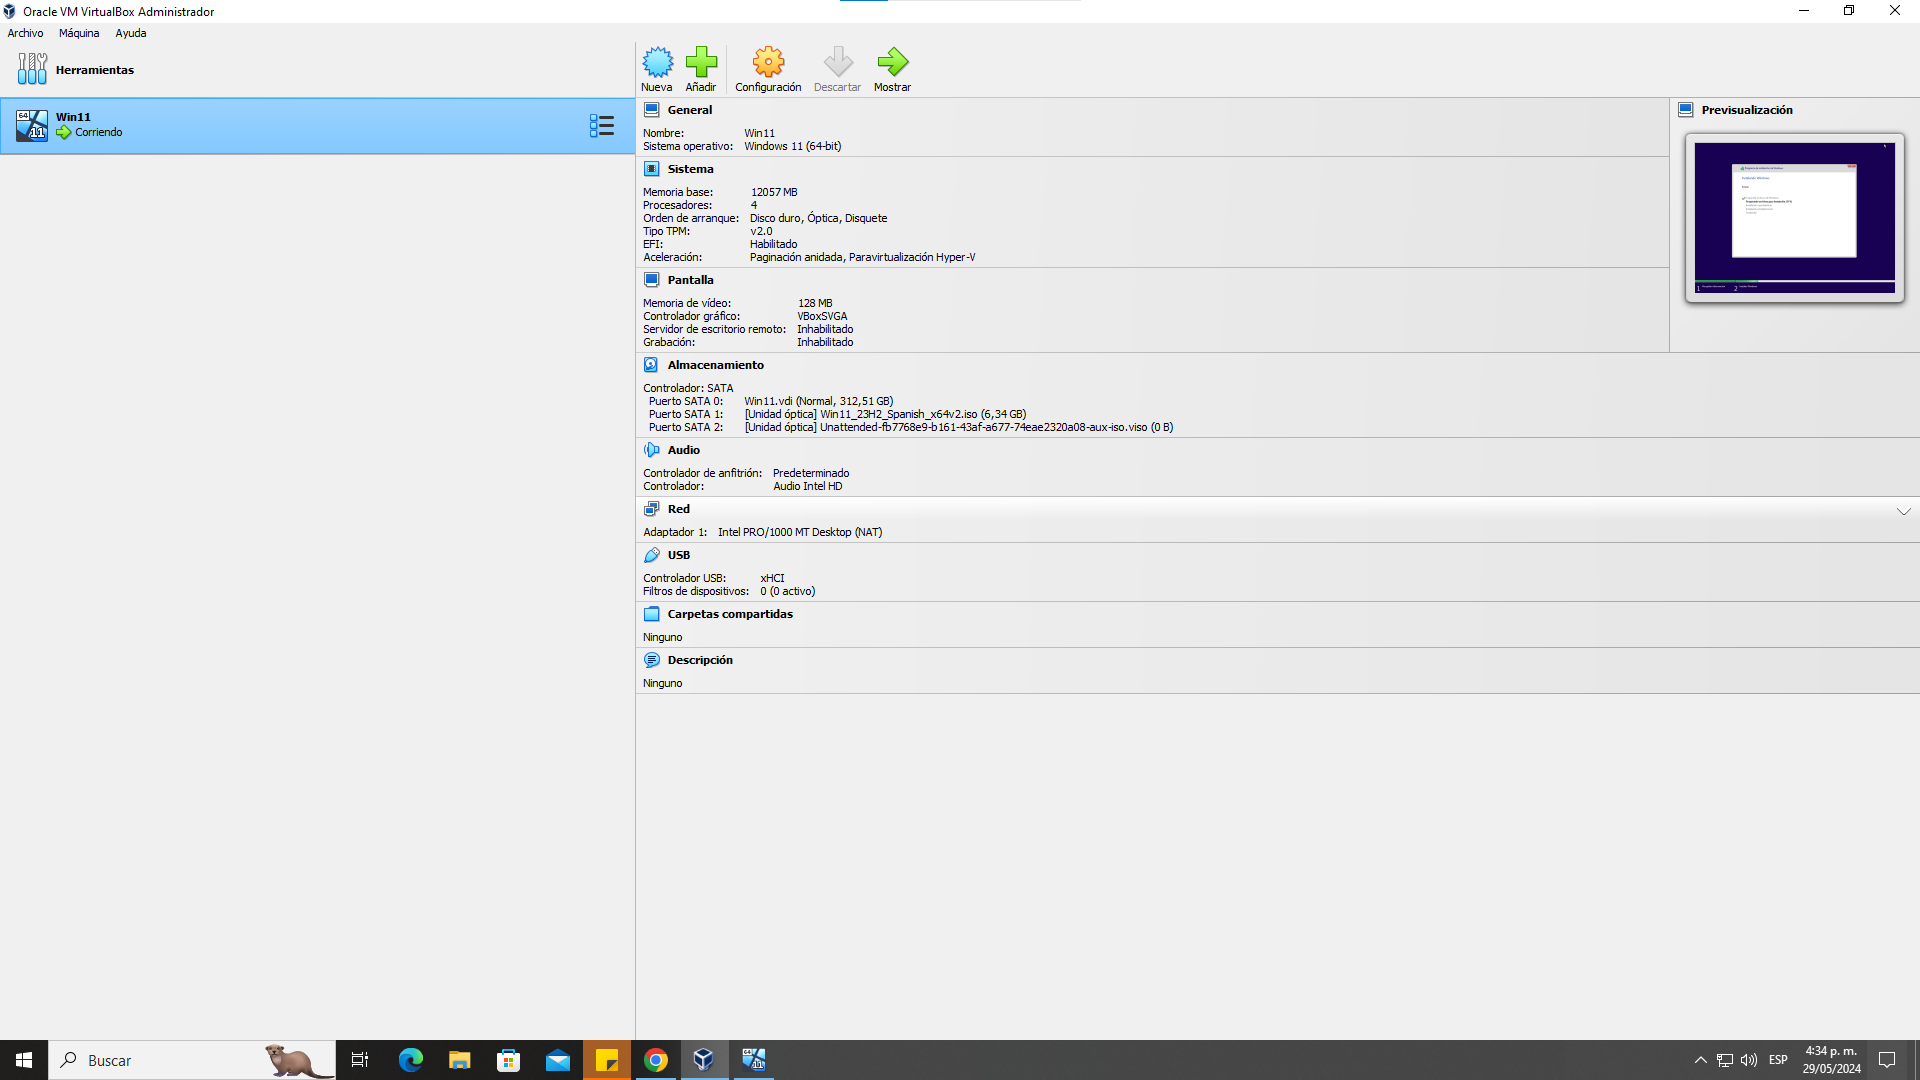 Oracle VM VirtualBox Administrador
Archivo Máquina Ayuda
Herramientas
Nueva Añadir Configuración Descartar Mostrar
Win11
Corriendo
General
Nombre: Win11
Sistema operativo: Windows 11 (64-bit)
Previsualización
Sistema
Memoria base: 12057 MB
Procesadores: 4
Orden de arranque: Disco duro, Óptica, Disquete
Tipo TPM: v2.0
EFI: Habilitado
Aceleración: Paginación anidada, Paravirtualización Hyper-V
Pantalla
Memoria de vídeo: 128 MB
Controlador gráfico: VBoxSVGA
Servidor de escritorio remoto: Inhabilitado
Grabación: Inhabilitado
Almacenamiento
Controlador: SATA
Puerto SATA 0: Win11.vdi (Normal, 312,51 GB)
Puerto SATA 1: [Unidad óptica] Win11_23H2_Spanish_x64v2.iso (6,34 GB)
Puerto SATA 2: [Unidad óptica] Unattended-fb7768e9-b161-43af-a677-74eae2320a08-aux-iso.viso (0 B)
Audio
Controlador de anfitrión: Predeterminado
Controlador: Audio Intel HD
Red
Adaptador 1: Intel PRO/1000 MT Desktop (NAT)
USB
Controlador USB: xHCI
Filtros de dispositivos: 0 (0 activo)
Carpetas compartidas
Ninguno
Descripción
Ninguno
Buscar
ESP
4:34 p. m.
29/05/2024